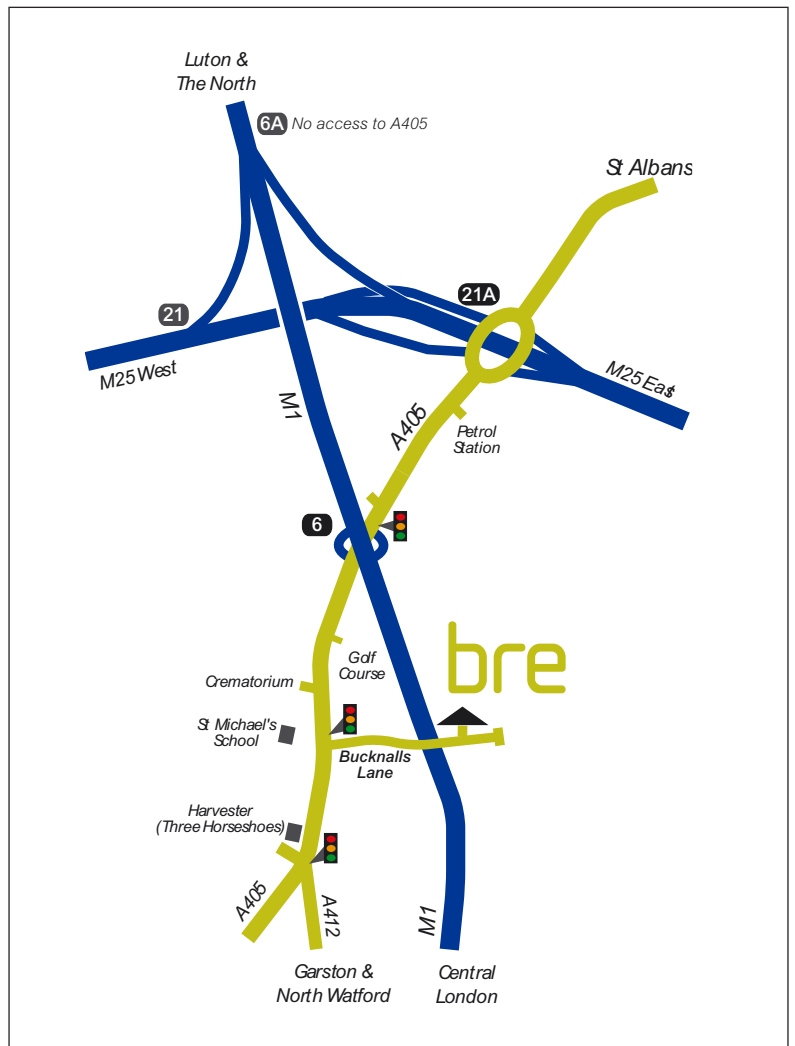 Luton &
The North
6A No access to A405
St Albans
21A
21
M25 West
M25 East
M1
A405
Petrol
Station
6
bre
Golf
Course
Crematorium
St Michael's
School
Bucknalls
Lane
Harvester
(Three Horseshoes)
A405
A412
M1
Garston &
North Watford
Central
London